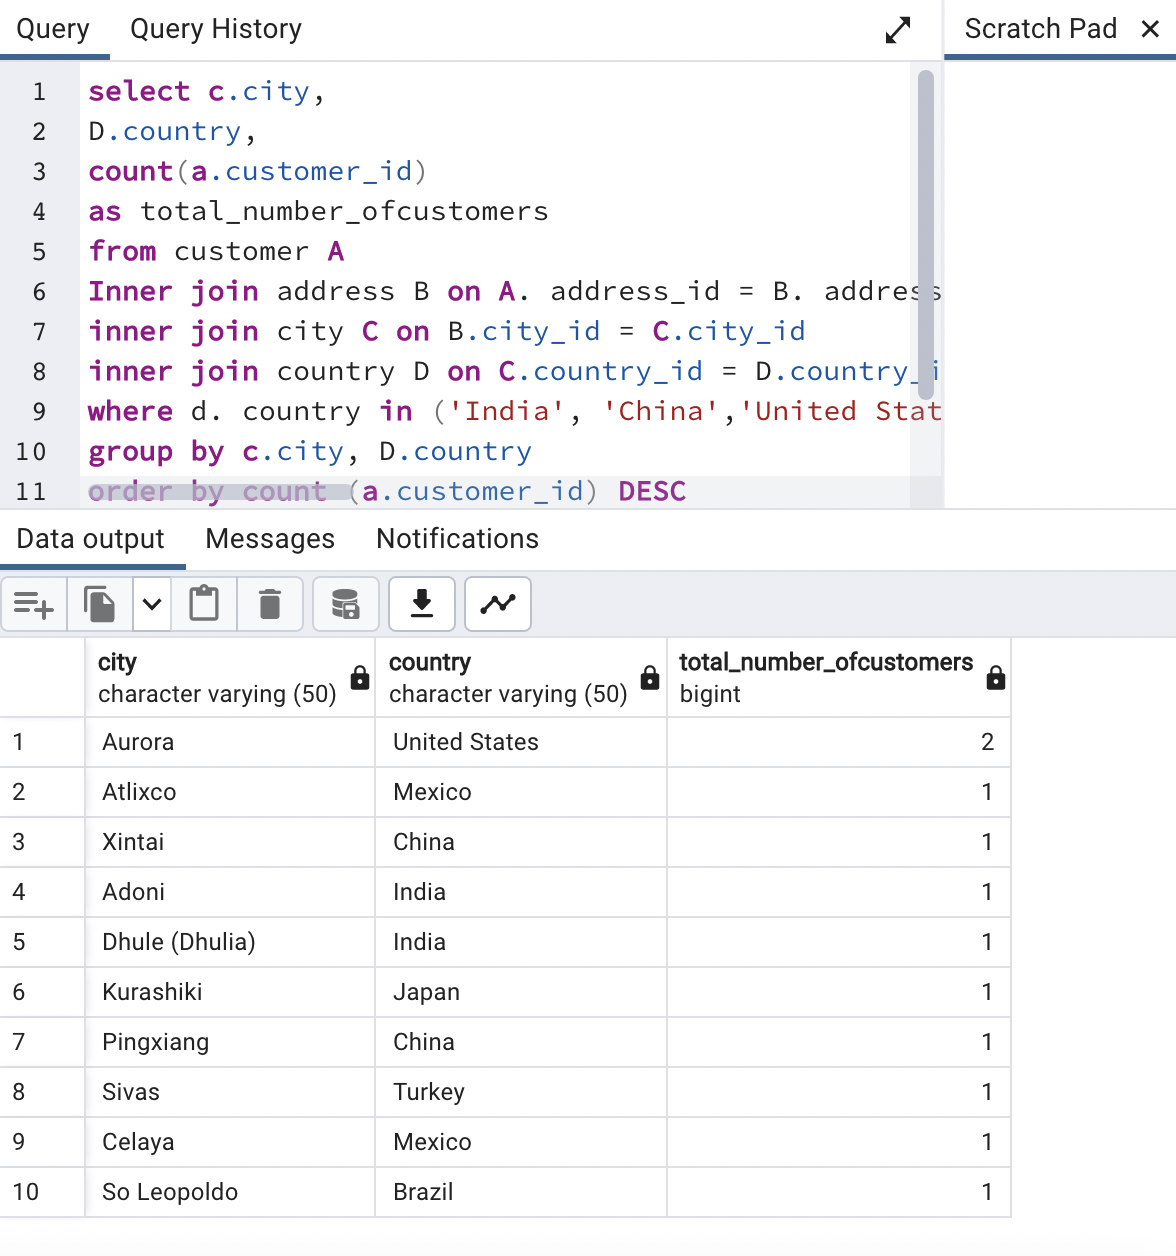 Query Query History Scratch Pad
1 select c.city,
2 D.country,
3 count(a.customer_id)
4 as total_number_ofcustomers
5 from customer A
6 Inner join address B on A. address_id = B. address
7 inner join city C on B.city_id = C.city_id
8 inner join country D on C.country_id = D.country_i
9 where d. country in ('India', 'China','United Stat
10 group by c.city, D.country
11 order by count (a.customer_id) DESC
Data output Messages Notifications
city country total_number_ofcustomers
character varying (50) character varying (50) bigint
1 Aurora United States 2
2 Atlixco Mexico 1
3 Xintai China 1
4 Adoni India 1
5 Dhule (Dhulia) India 1
6 Kurashiki Japan 1
7 Pingxiang China 1
8 Sivas Turkey 1
9 Celaya Mexico 1
10 So Leopoldo Brazil 1